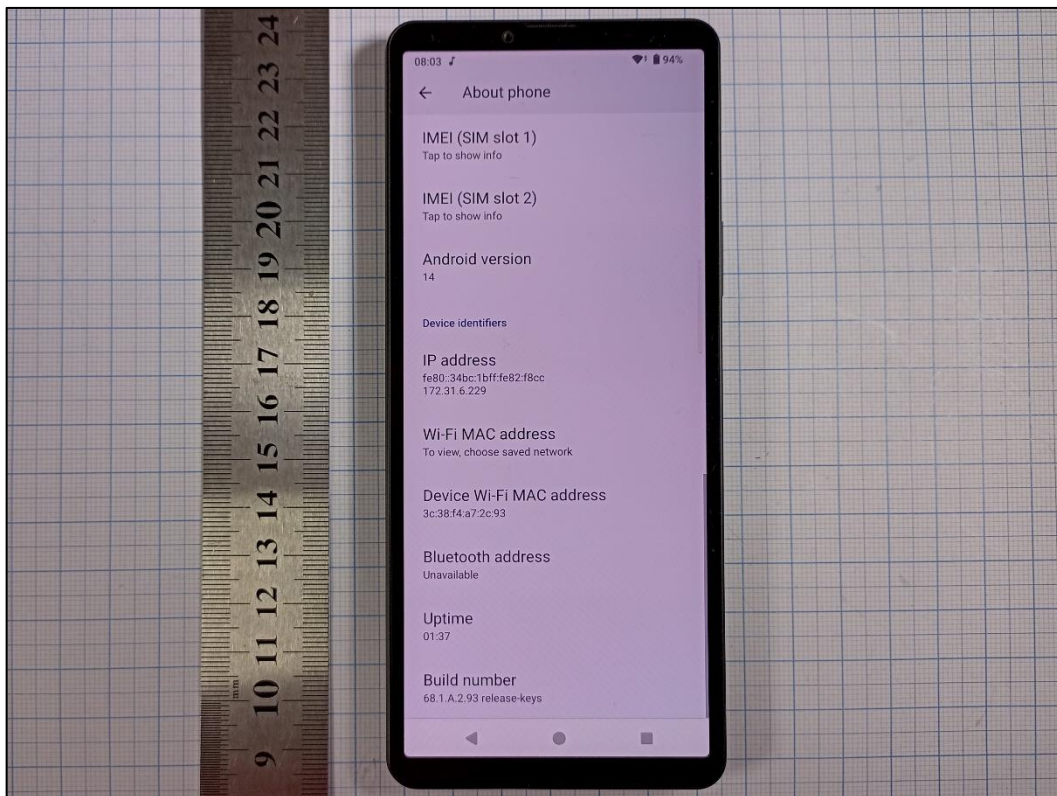 24
23
22
21
20
19
18
17
16
15
14
13
12
11
10
9
mm
08:03
94%
About phone
IMEI (SIM slot 1)
Tap to show info
IMEI (SIM slot 2)
Tap to show info
Android version
14
Device identifiers
IP address
fe80::34bc:1bff:fe82:f8cc
172.31.6.229
Wi-Fi MAC address
To view, choose saved network
Device Wi-Fi MAC address
3c:38:f4:a7:2c:93
Bluetooth address
Unavailable
Uptime
01:37
Build number
68.1.A.2.93 release-keys